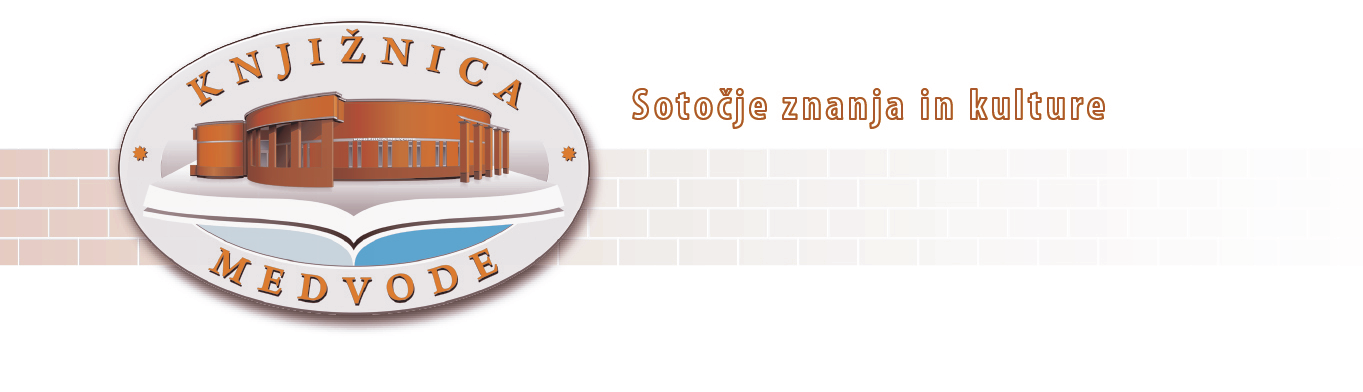 KNJIŽNICA
MEDVODE
Sotočje znanja in kulture